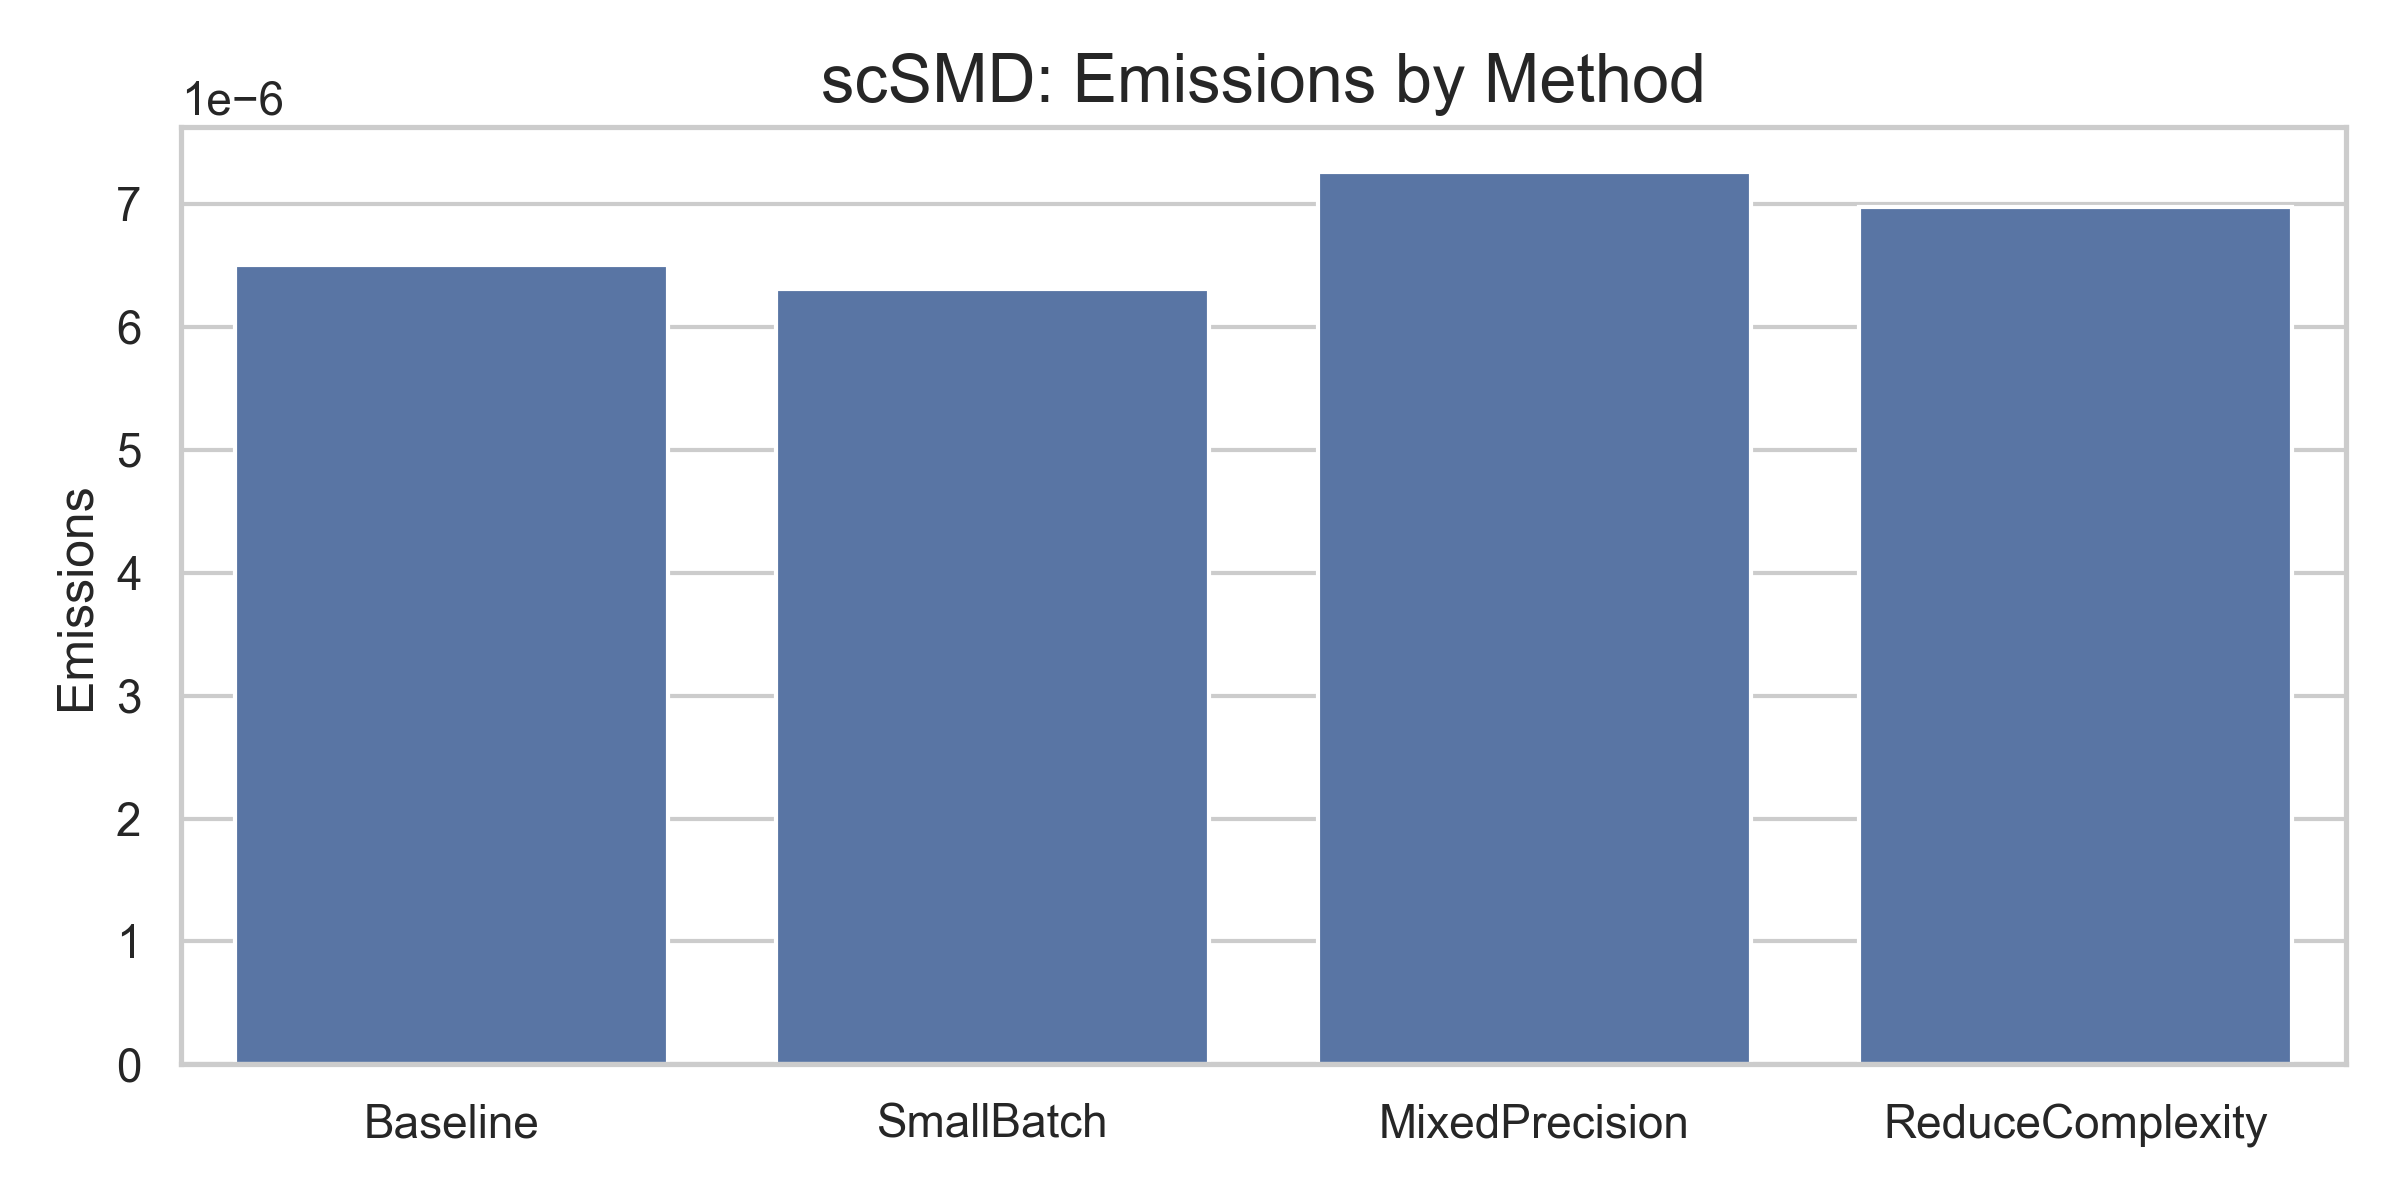 scSMD: Emissions by Method
1e−6
7
6
5
4
3
2
1
0
Emissions
Baseline
SmallBatch
MixedPrecision
ReduceComplexity